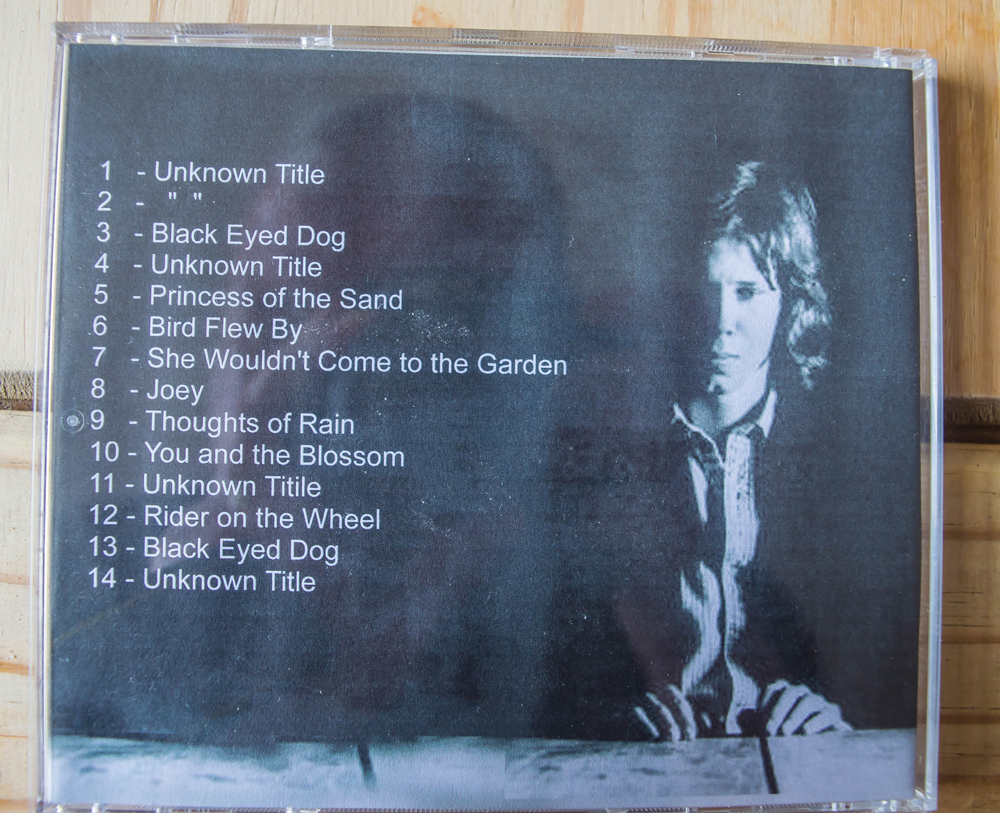 1 - Unknown Title
2 - " "
3 - Black Eyed Dog
4 - Unknown Title
5 - Princess of the Sand
6 - Bird Flew By
7 - She Wouldn't Come to the Garden
8 - Joey
9 - Thoughts of Rain
10 - You and the Blossom
11 - Unknown Titile
12 - Rider on the Wheel
13 - Black Eyed Dog
14 - Unknown Title